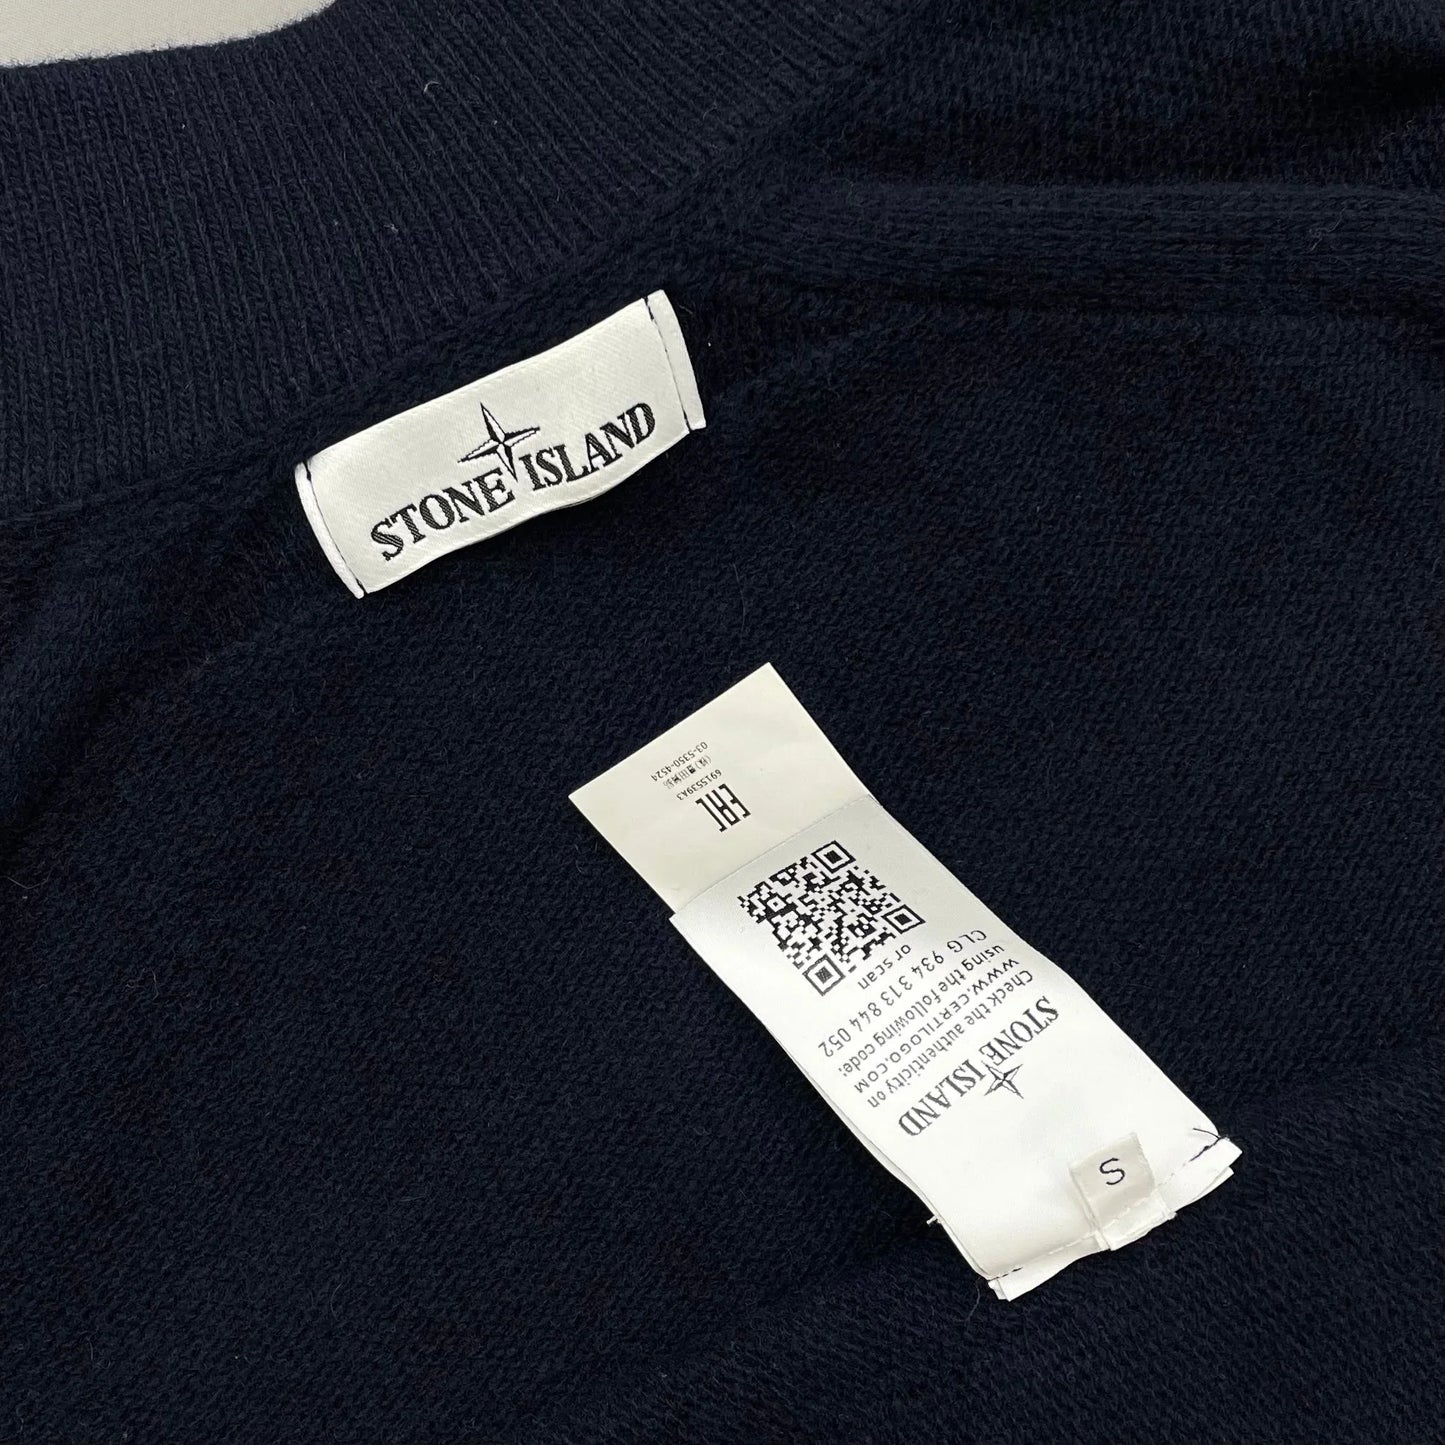 STONE ISLAND
03-5350-4524
6915539A3
EAC
STONE ISLAND
Check the authenticity on
WWW.CERTILOGO.COM
using the following code:
CLG 934 313 844 052
or scan
S